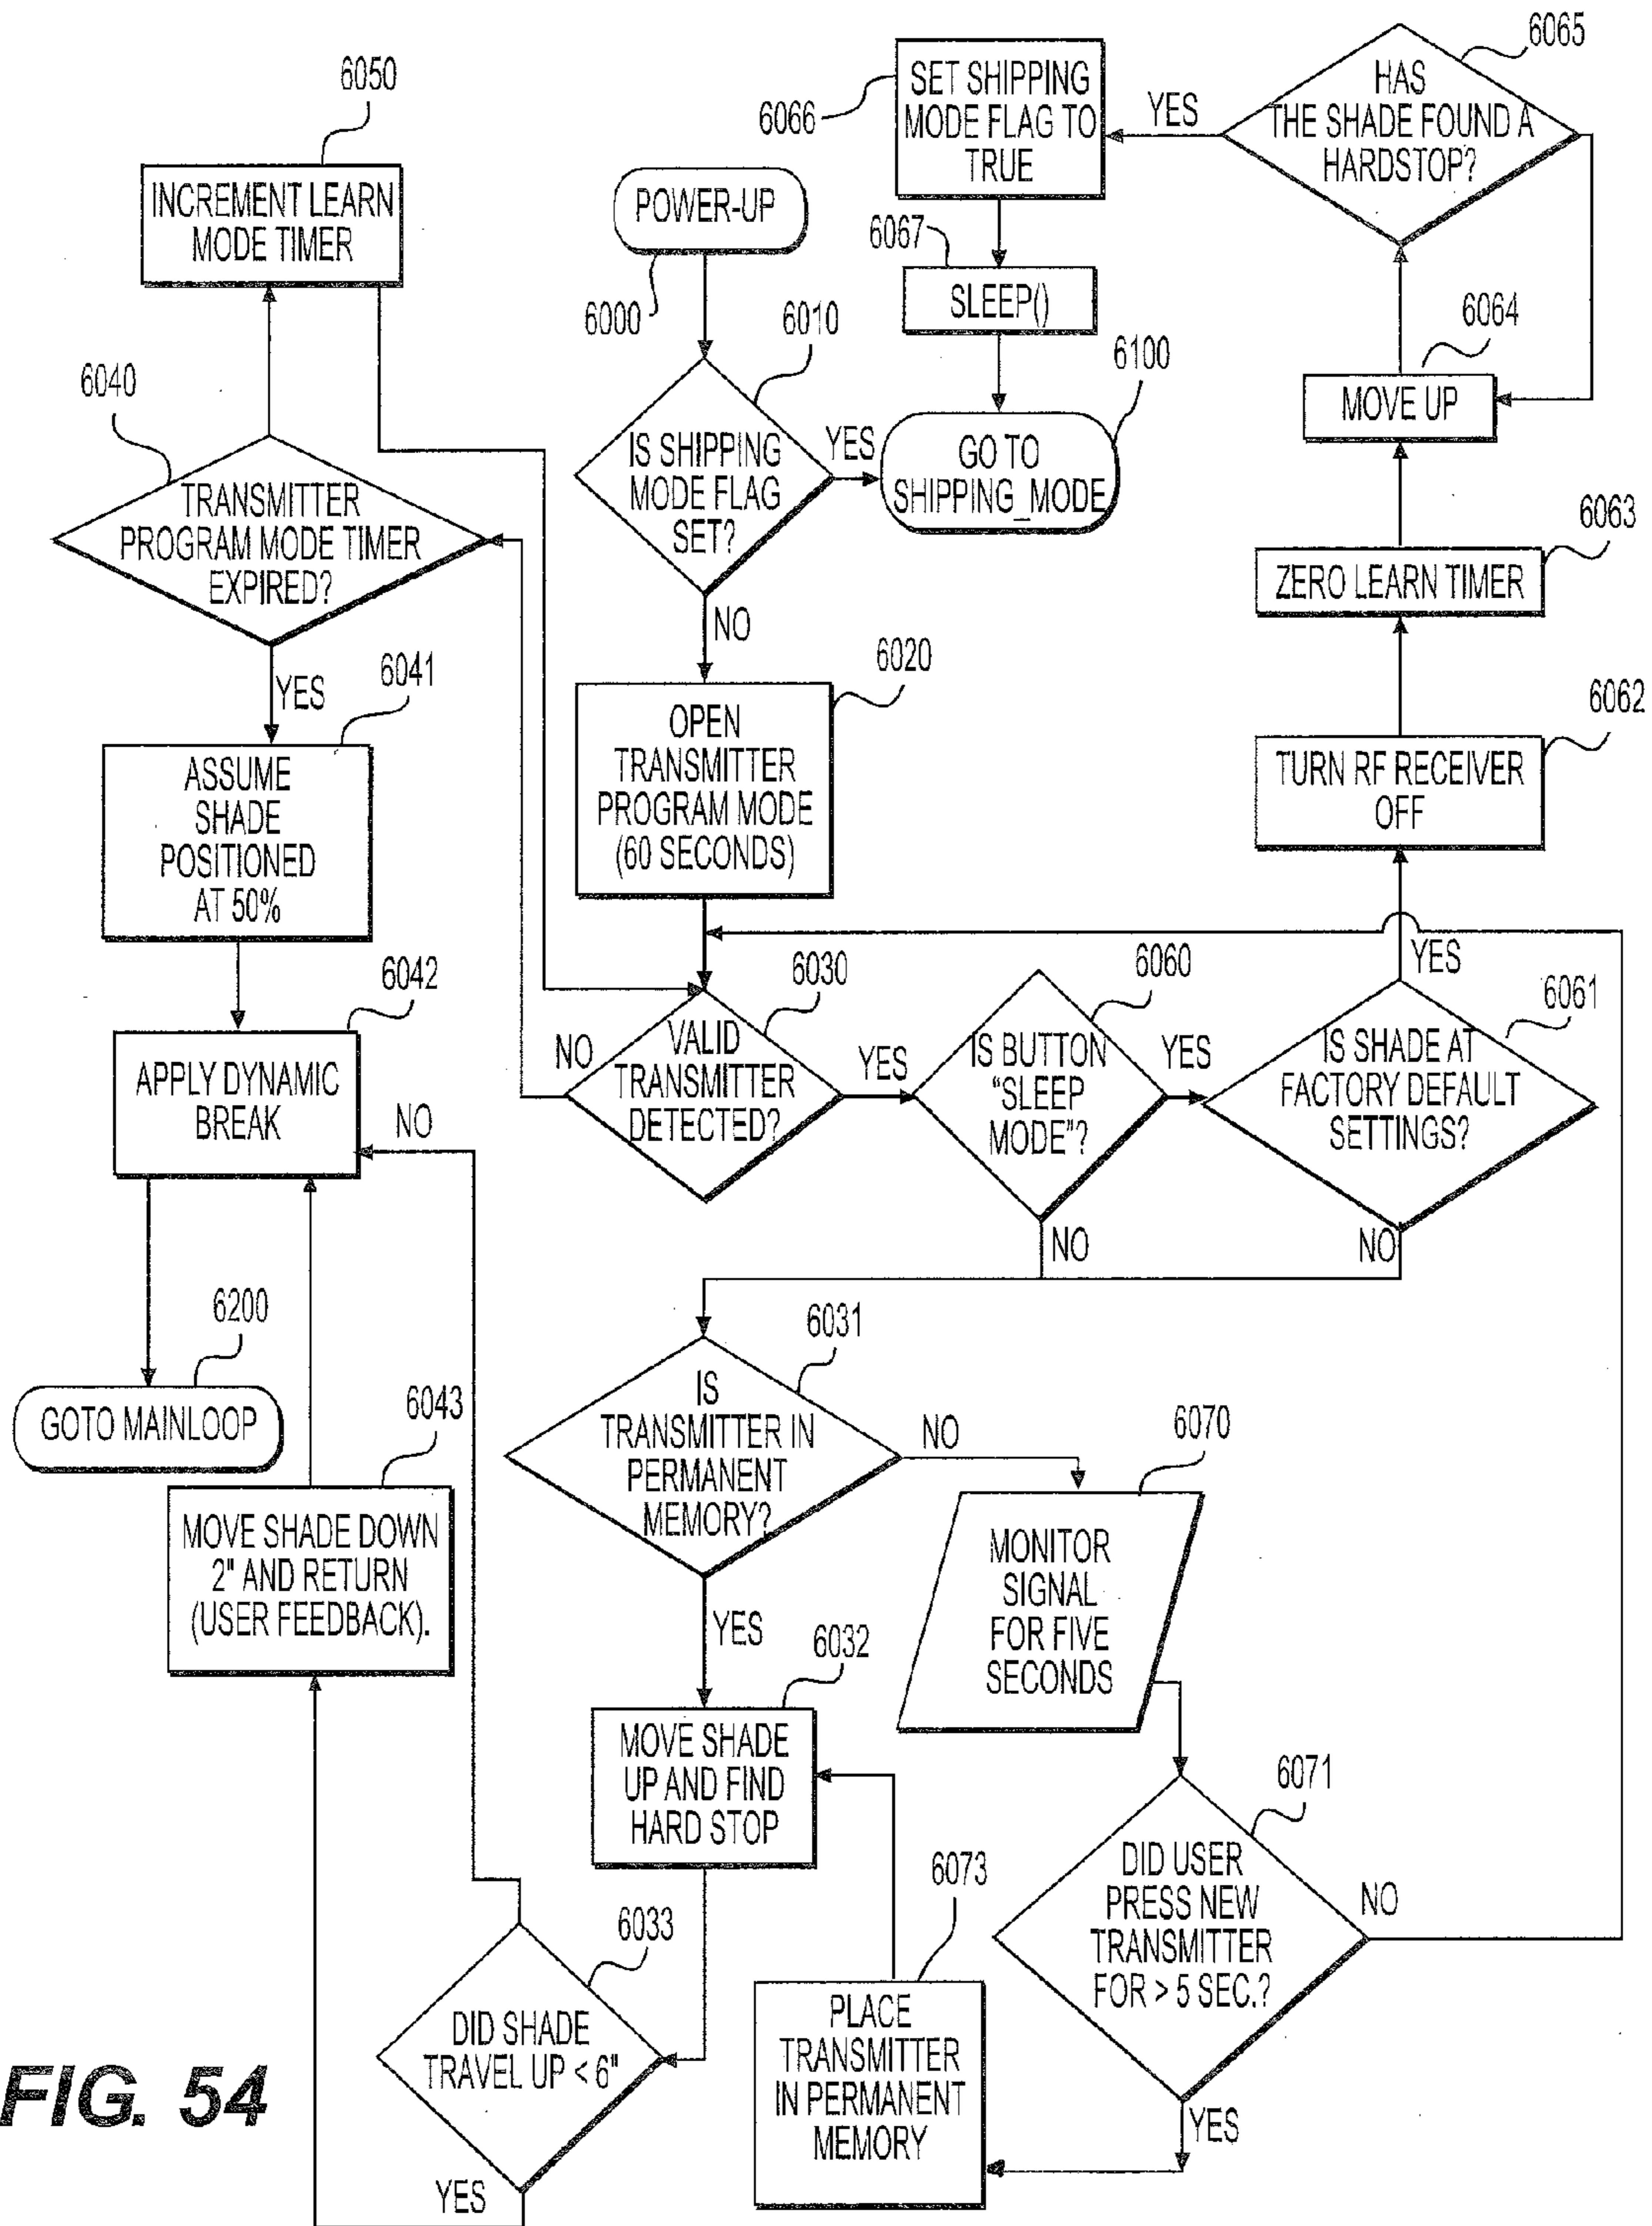 6050
INCREMENT LEARN
MODE TIMER
6040
TRANSMITTER
PROGRAM MODE TIMER
EXPIRED?
YES
6041
ASSUME
SHADE
POSITIONED
AT 50%
6042
APPLY DYNAMIC
BREAK
NO
6200
GOTO MAINLOOP
6043
MOVE SHADE DOWN
2" AND RETURN
(USER FEEDBACK).
POWER-UP
6000
6010
IS SHIPPING
MODE FLAG
SET?
YES
NO
6020
OPEN
TRANSMITTER
PROGRAM MODE
(60 SECONDS)
6030
NO
VALID
TRANSMITTER
DETECTED?
YES
6060
IS BUTTON
"SLEEP
MODE"?
YES
NO
6061
IS SHADE AT
FACTORY DEFAULT
SETTINGS?
YES
NO
6062
TURN RF RECEIVER
OFF
6063
ZERO LEARN TIMER
6064
MOVE UP
6065
HAS
THE SHADE FOUND A
HARDSTOP?
YES
6066
SET SHIPPING
MODE FLAG TO
TRUE
6067
SLEEP()
6100
GO TO
SHIPPING_MODE
6031
IS
TRANSMITTER IN
PERMANENT
MEMORY?
NO
YES
6070
MONITOR
SIGNAL
FOR FIVE
SECONDS
6032
MOVE SHADE
UP AND FIND
HARD STOP
6071
DID USER
PRESS NEW
TRANSMITTER
FOR > 5 SEC.?
NO
YES
6073
PLACE
TRANSMITTER
IN PERMANENT
MEMORY
6033
DID SHADE
TRAVEL UP < 6"
YES
FIG. 54